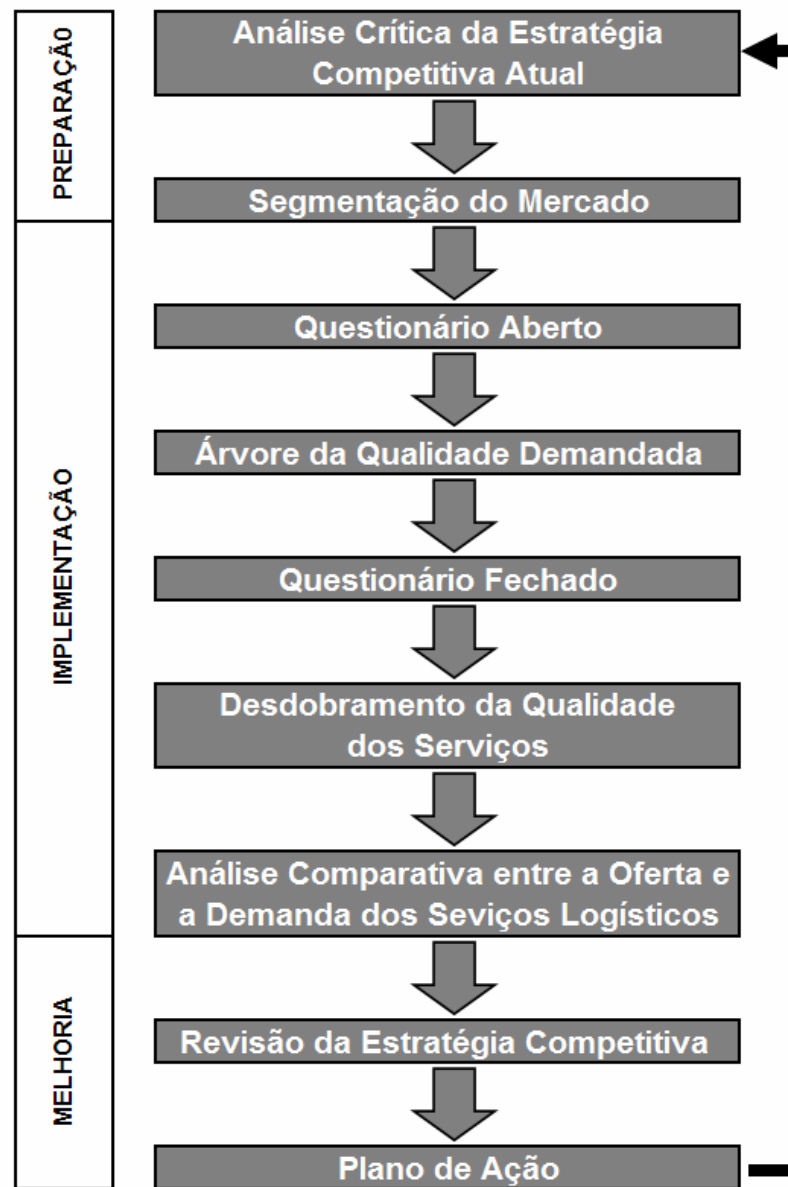 PREPARAÇÃO
Análise Crítica da Estratégia
Competitiva Atual
Segmentação do Mercado
IMPLEMENTAÇÃO
Questionário Aberto
Árvore da Qualidade Demandada
Questionário Fechado
Desdobramento da Qualidade
dos Serviços
Análise Comparativa entre a Oferta e
a Demanda dos Seviços Logísticos
MELHORIA
Revisão da Estratégia Competitiva
Plano de Ação